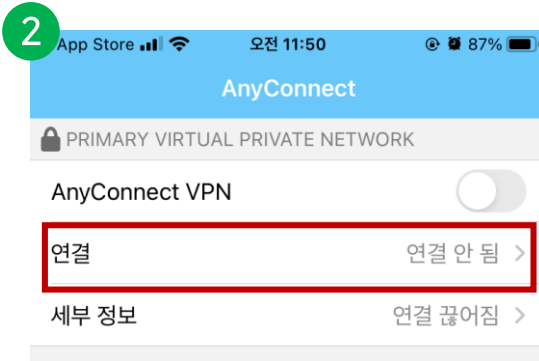 2
App Store 오전 11:50 87%
AnyConnect
PRIMARY VIRTUAL PRIVATE NETWORK
AnyConnect VPN
연결 연결 안 됨
세부 정보 연결 끊어짐